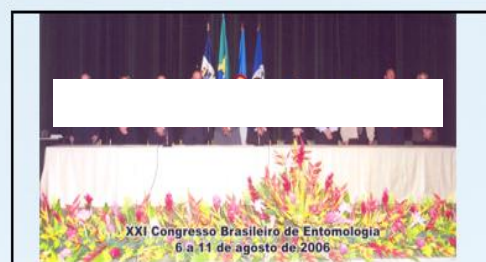 XXI Congresso Brasileiro de Entomologia
6 a 11 de agosto de 2006